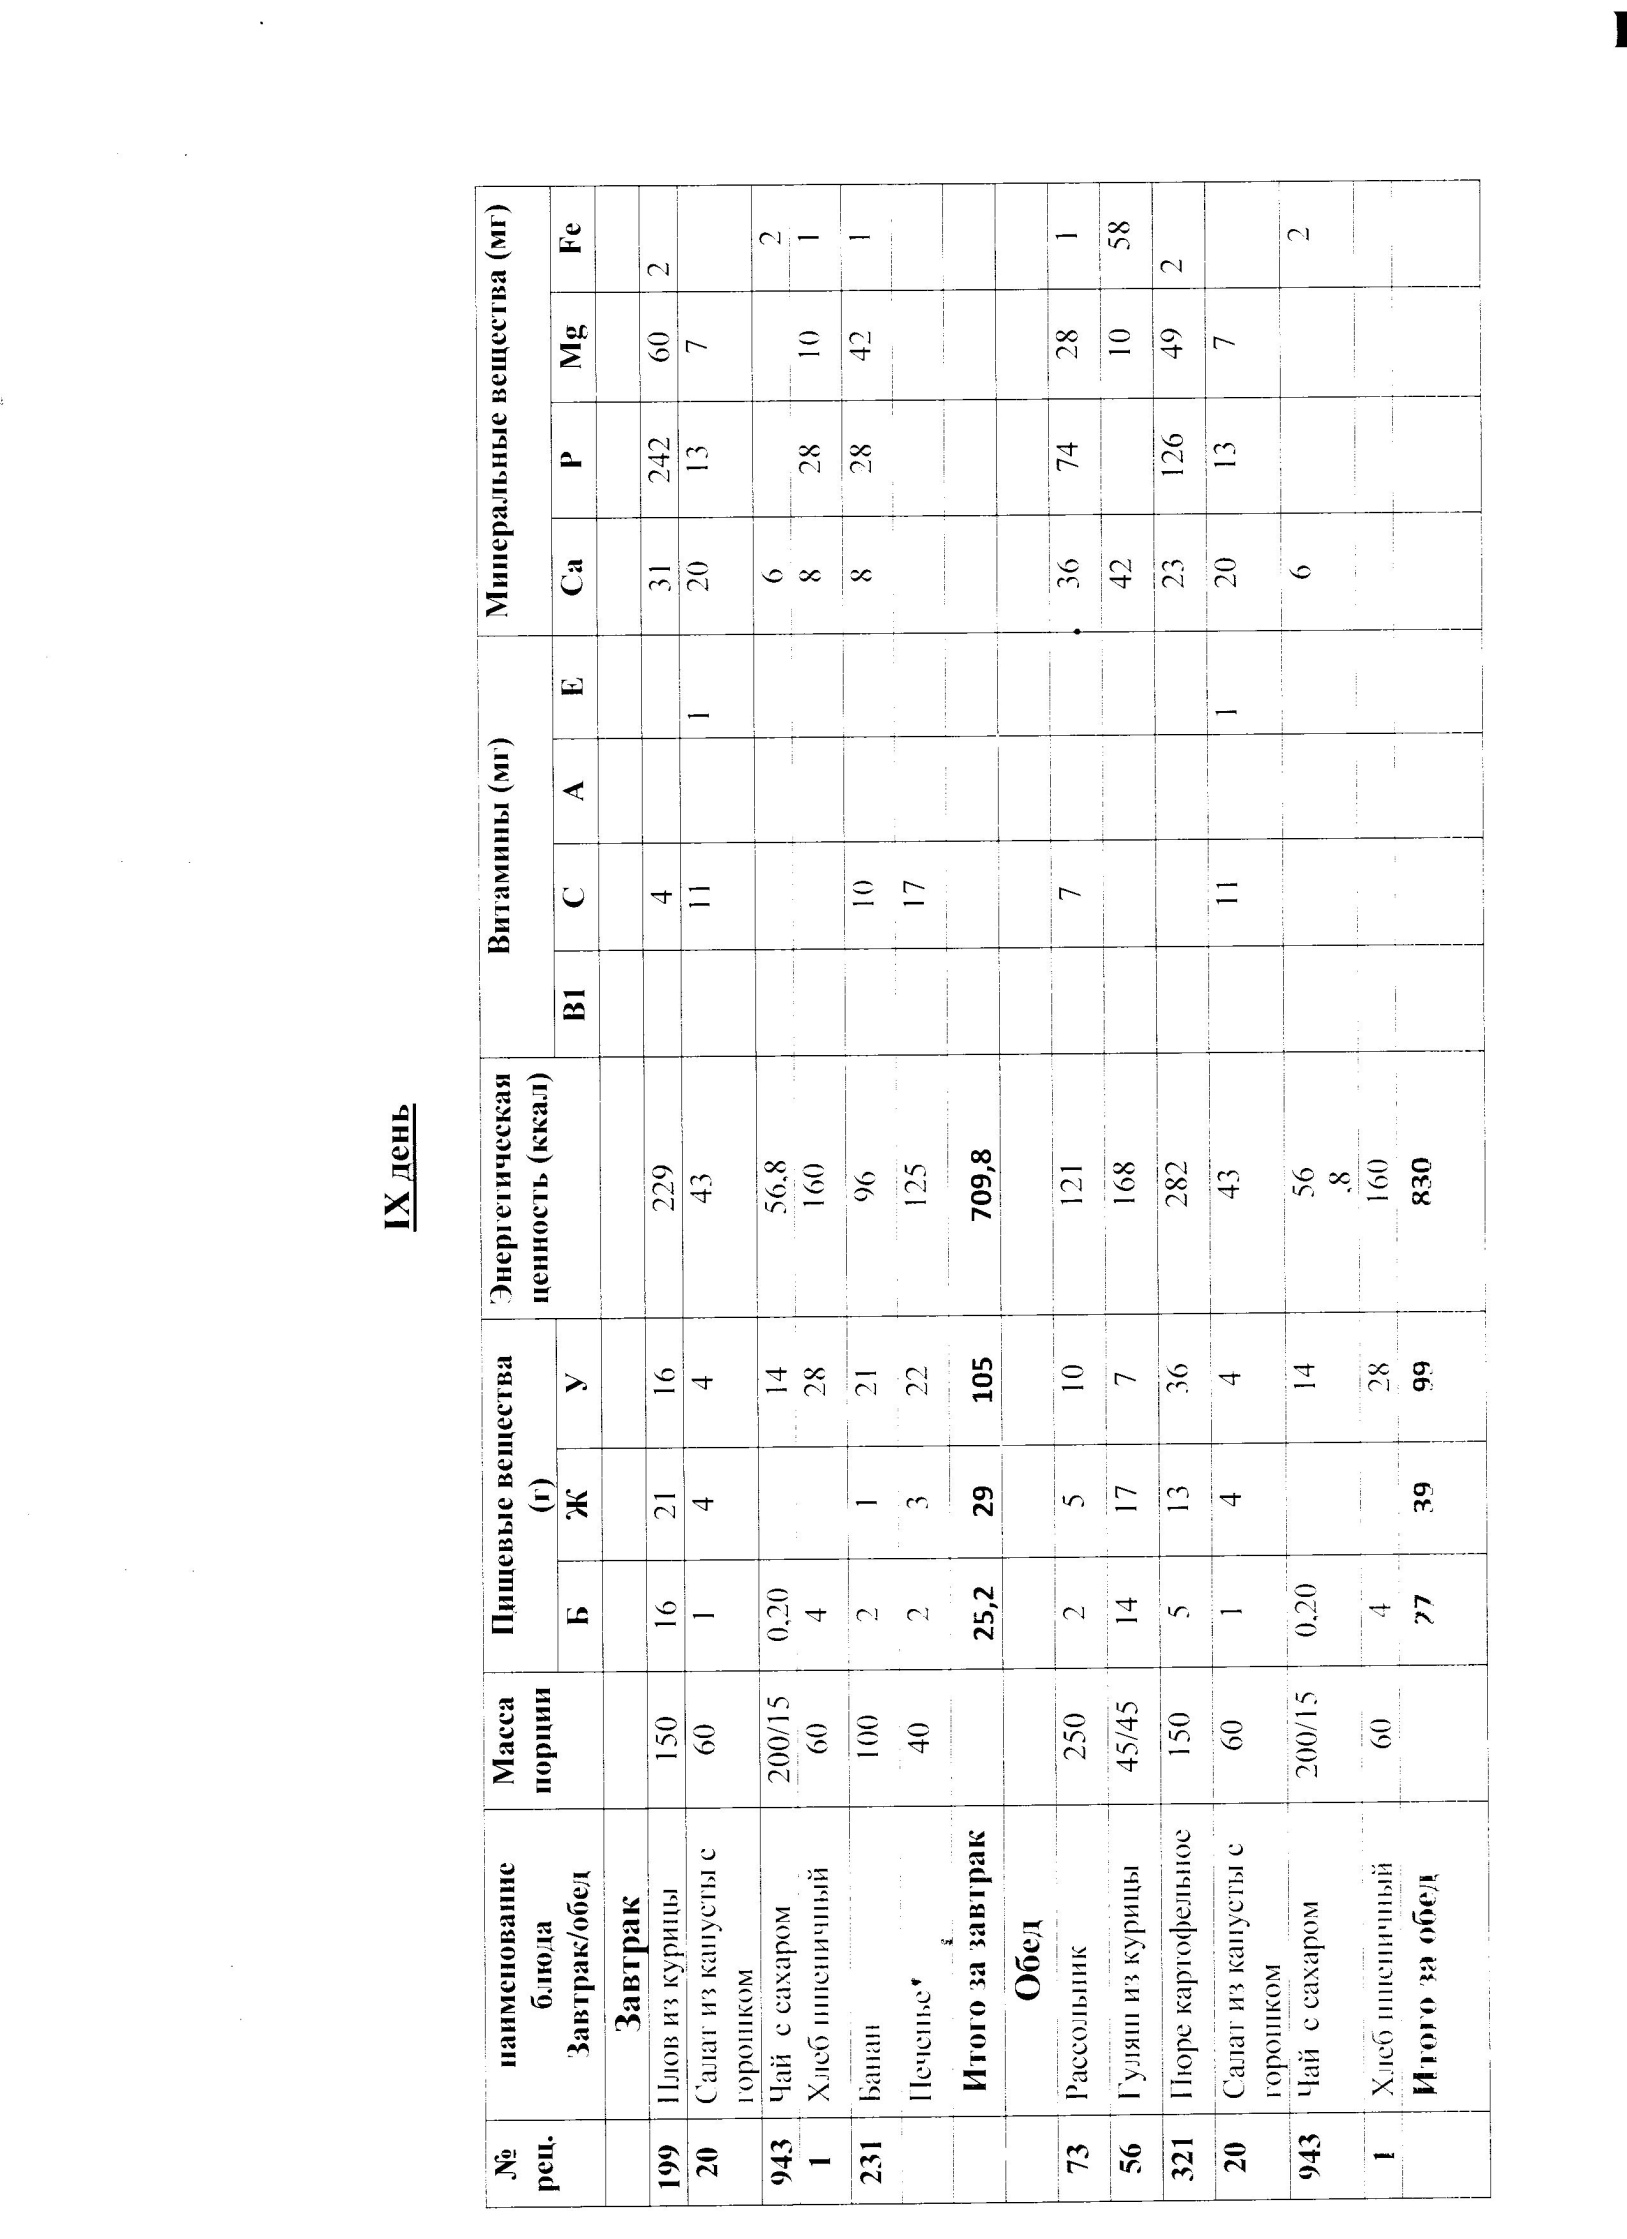 IX день
№ рец. наименование блюда Завтрак/обед Масса порции Пищевые вещества (г) Энергетическая ценность (ккал) Витамины (мг) Минеральные вещества (мг)
Б Ж У В1 С А Е Ca P Mg Fe
Завтрак
199 Плов из курицы 150 16 21 16 229 4 31 242 60 2
20 Салат из капусты с горошком 60 1 4 4 43 11 1 20 13 7
943 Чай с сахаром 200/15 0,20 14 56,8 6 2
1 Хлеб пшеничный 60 4 28 160 8 28 10 1
231 Банан 100 2 1 21 96 10 8 28 42 1
Печенье 40 2 3 22 125 17
Итого за завтрак 25,2 29 105 709,8
Обед
73 Рассольник 250 2 5 10 121 7 36 74 28 1
56 Гуляш из курицы 45/45 14 17 7 168 42 10 58
321 Пюре картофельное 150 5 13 36 282 23 126 49 2
20 Салат из капусты с горошком 60 1 4 4 43 11 1 20 13 7
943 Чай с сахаром 200/15 0,20 14 56,8 6 2
1 Хлеб пшеничный 60 4 28 160
Итого за обед 27 39 99 830